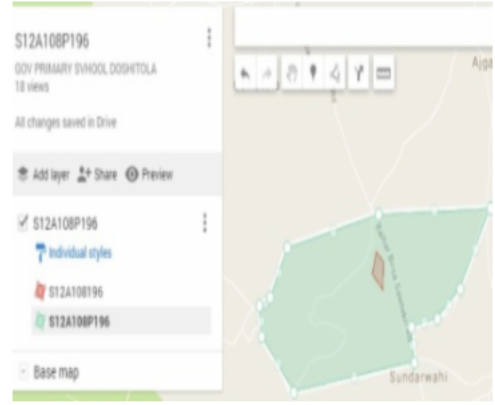 S12A108P196
GOV PRIMARY SVHOOL DOSHITOLA
18 views
All changes saved in Drive
Add layer Share Preview
S12A108P196
Individual styles
S12A108196
S12A108P196
Base map
Ajga
Sundarwahi